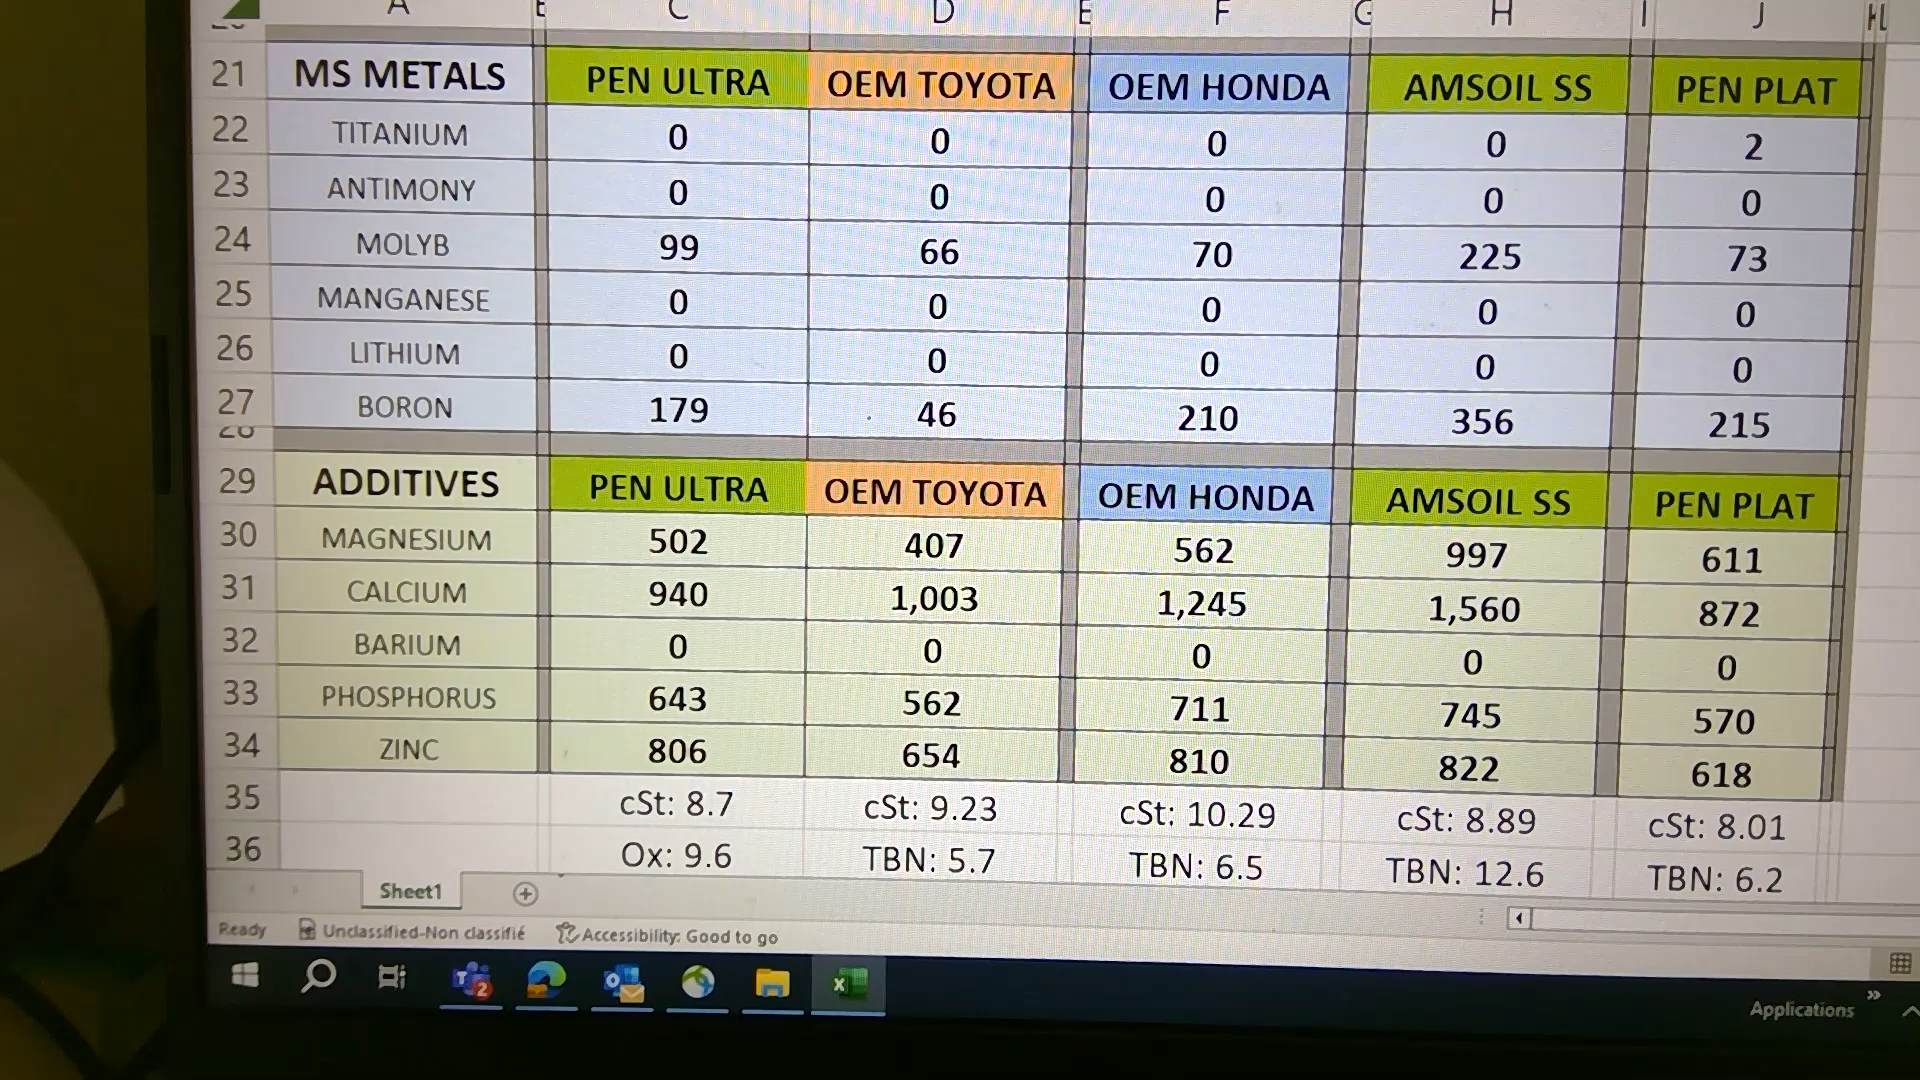 A C D E F G H I J
21 MS METALS PEN ULTRA OEM TOYOTA OEM HONDA AMSOIL SS PEN PLAT
22 TITANIUM 0 0 0 0 2
23 ANTIMONY 0 0 0 0 0
24 MOLYB 99 66 70 225 73
25 MANGANESE 0 0 0 0 0
26 LITHIUM 0 0 0 0 0
27 BORON 179 46 210 356 215
29 ADDITIVES PEN ULTRA OEM TOYOTA OEM HONDA AMSOIL SS PEN PLAT
30 MAGNESIUM 502 407 562 997 611
31 CALCIUM 940 1,003 1,245 1,560 872
32 BARIUM 0 0 0 0 0
33 PHOSPHORUS 643 562 711 745 570
34 ZINC 806 654 810 822 618
35 cSt: 8.7 cSt: 9.23 cSt: 10.29 cSt: 8.89 cSt: 8.01
36 Ox: 9.6 TBN: 5.7 TBN: 6.5 TBN: 12.6 TBN: 6.2
Sheet1
Ready Unclassified-Non classifié Accessibility: Good to go
2
Applications